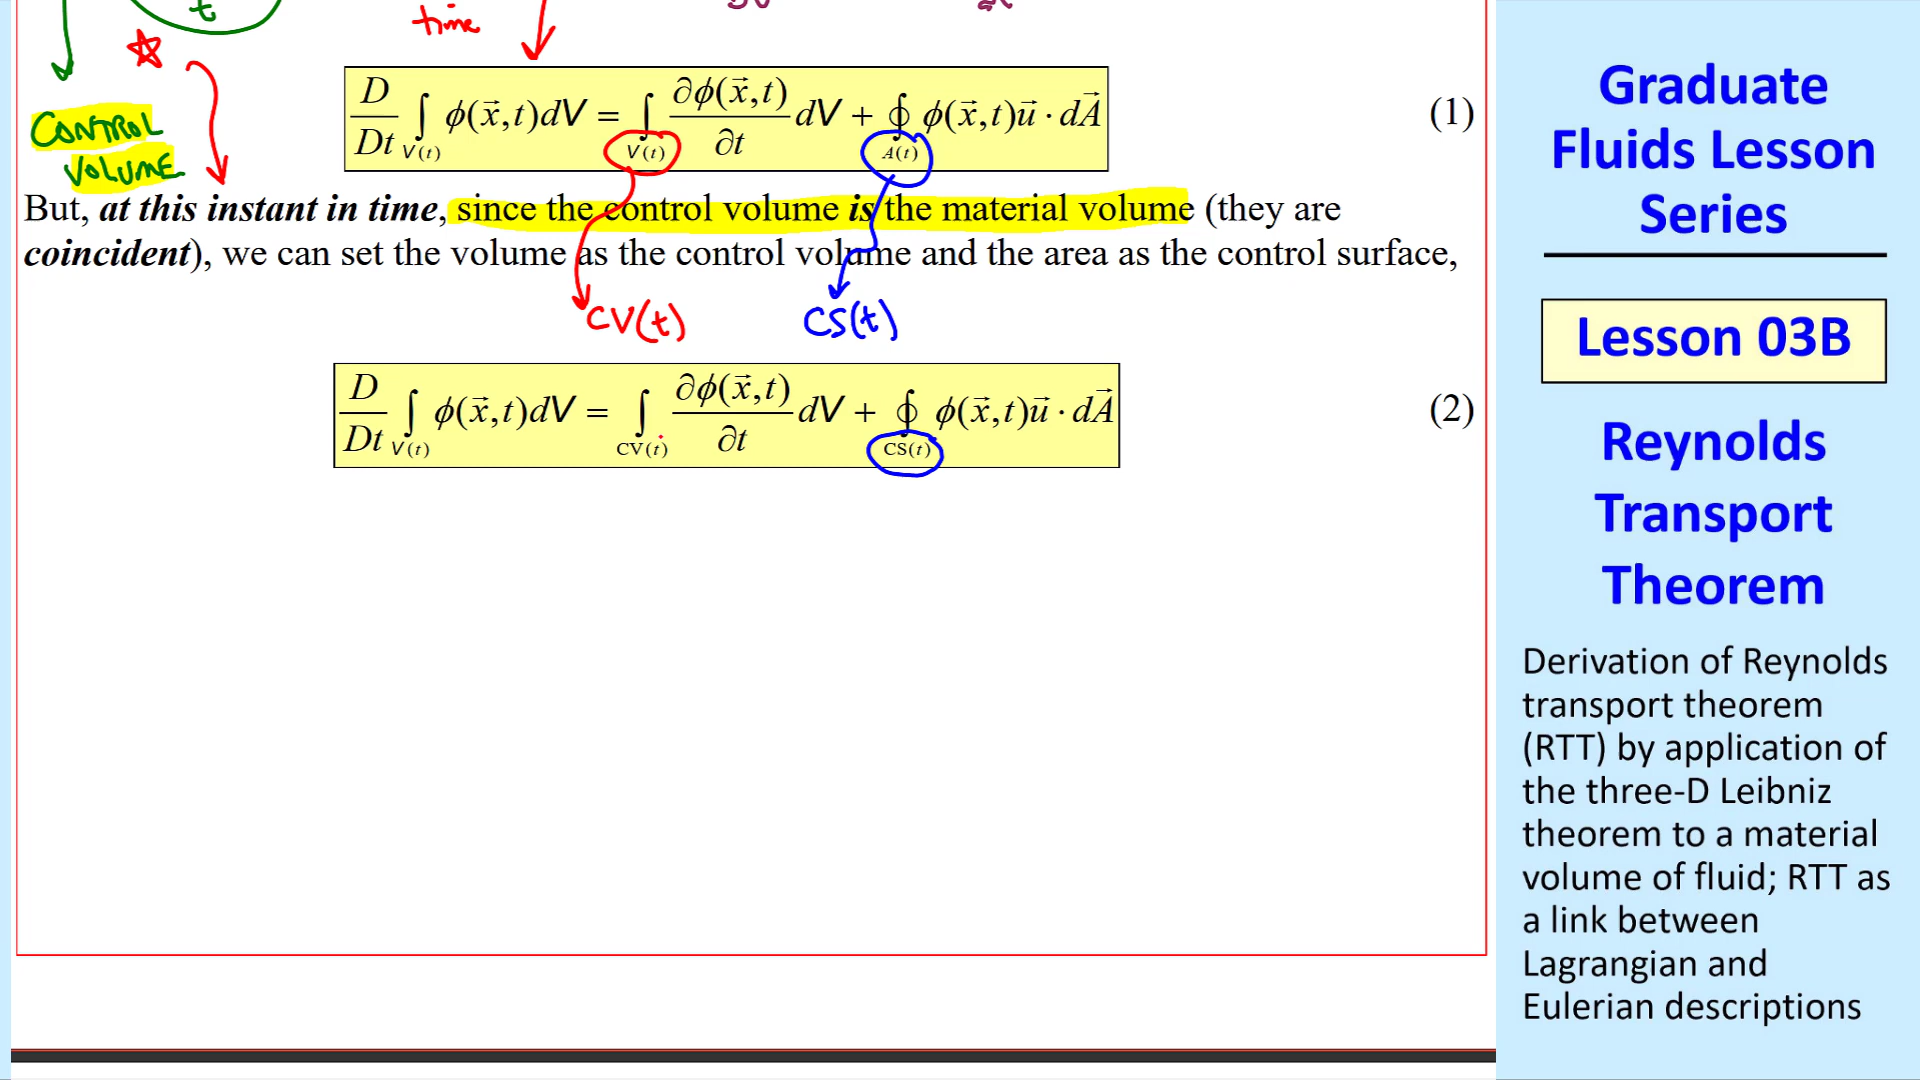 t
time
CONTROL
VOLUME
D/Dt ∫_{V(t)} ϕ(x⃗,t)dV = ∫_{V(t)} ∂ϕ(x⃗,t)/∂t dV + ∮_{A(t)} ϕ(x⃗,t)u⃗ · dA⃗ (1)
But, at this instant in time, since the control volume is the material volume (they are
coincident), we can set the volume as the control volume and the area as the control surface,
CV(t) CS(t)
D/Dt ∫_{V(t)} ϕ(x⃗,t)dV = ∫_{CV(t)} ∂ϕ(x⃗,t)/∂t dV + ∮_{CS(t)} ϕ(x⃗,t)u⃗ · dA⃗ (2)
Graduate
Fluids Lesson
Series
Lesson 03B
Reynolds
Transport
Theorem
Derivation of Reynolds
transport theorem
(RTT) by application of
the three-D Leibniz
theorem to a material
volume of fluid; RTT as
a link between
Lagrangian and
Eulerian descriptions